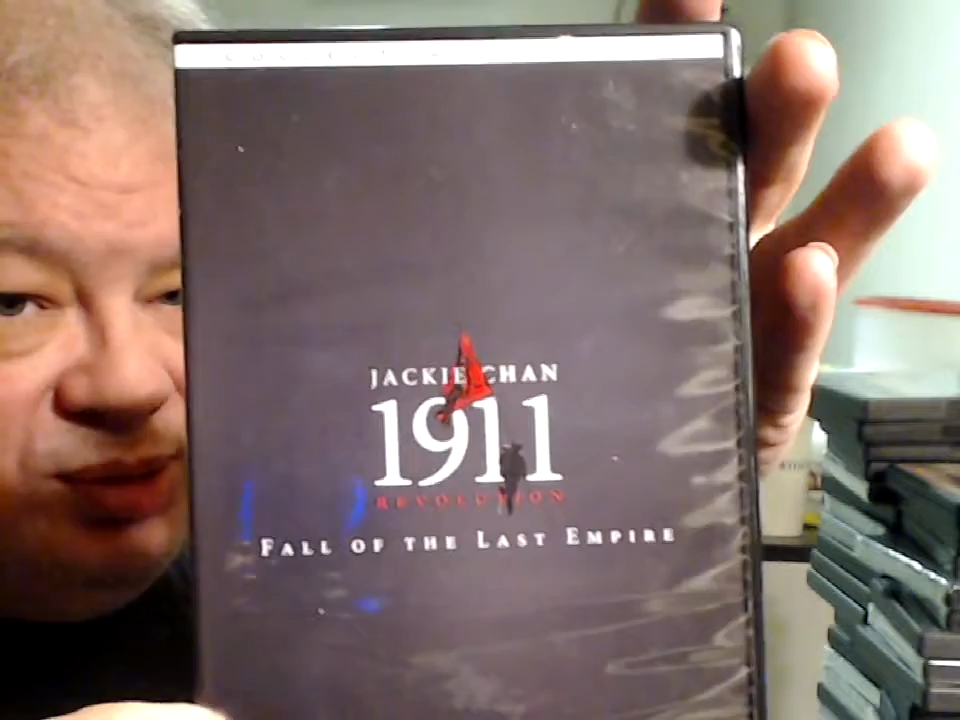 JACKIE CHAN
1911
REVOLUTION
FALL OF THE LAST EMPIRE